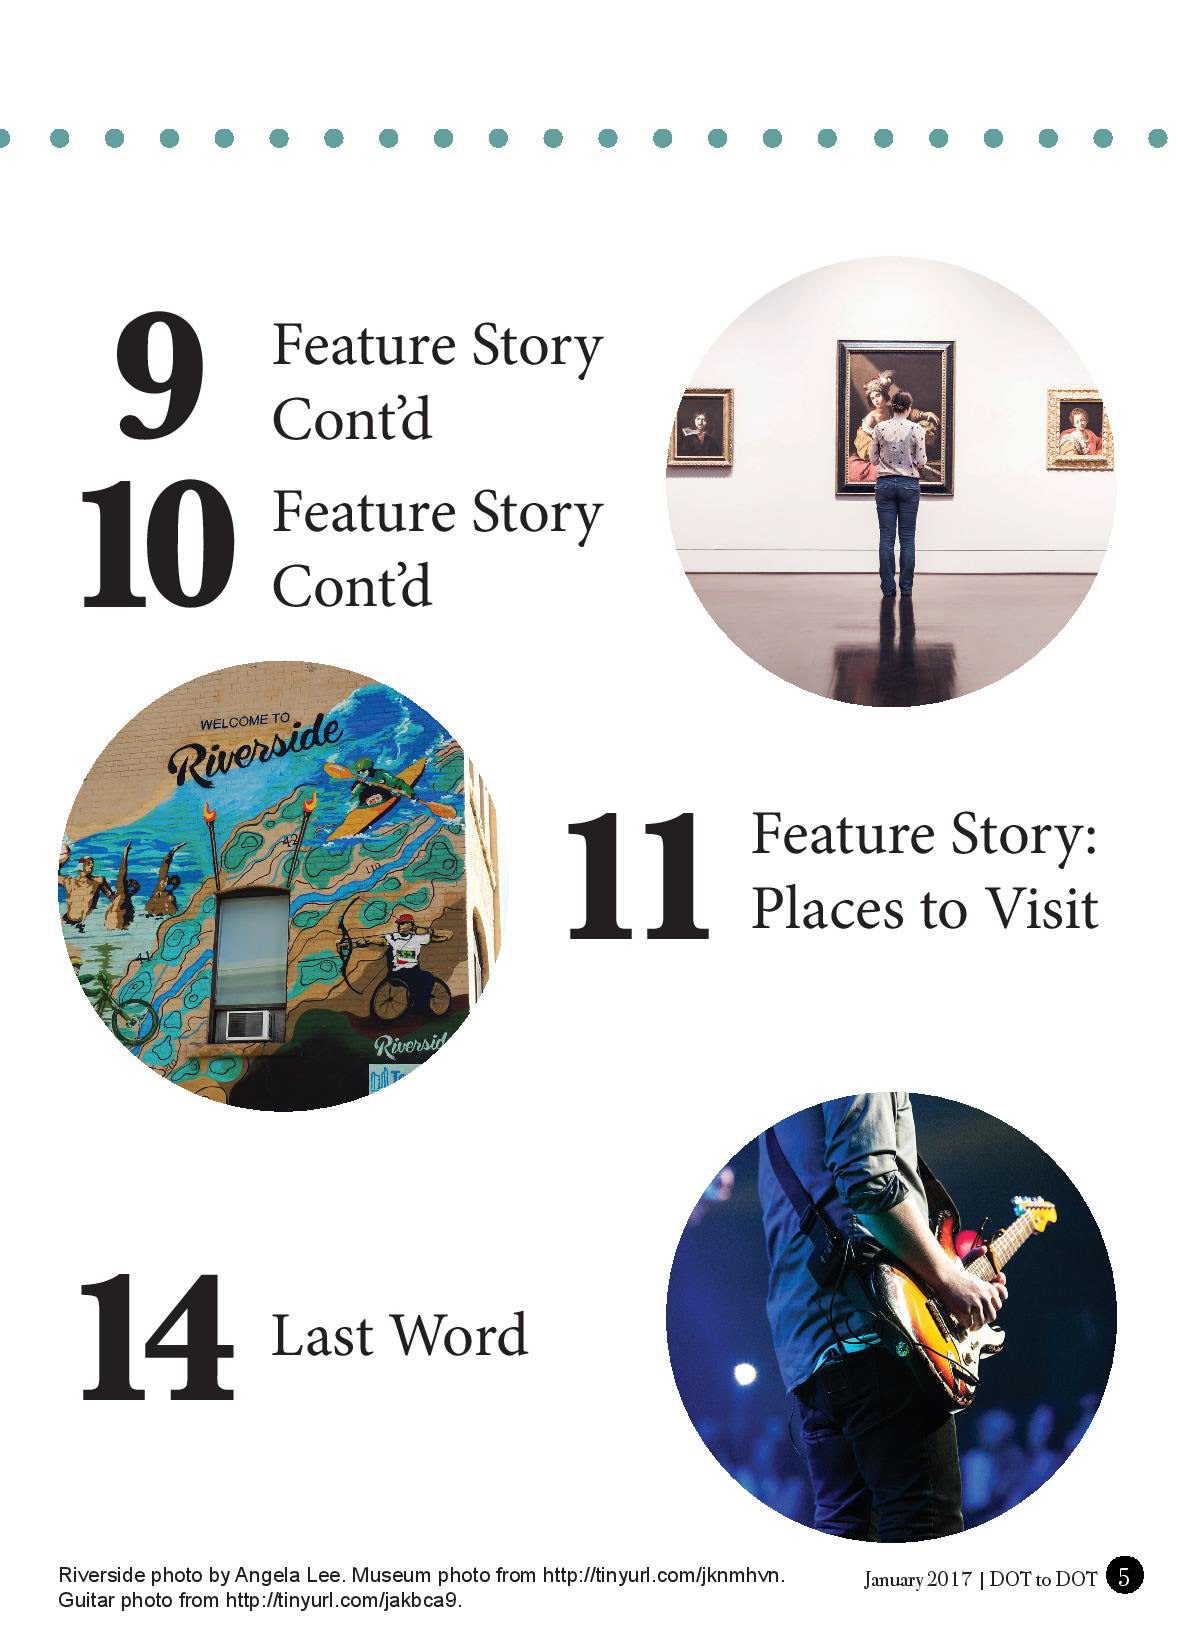 9
Feature Story
Cont'd
10
Feature Story
Cont'd
WELCOME TO
Riverside
42
41
Riverside
11
Feature Story:
Places to Visit
14
Last Word
Riverside photo by Angela Lee. Museum photo from http://tinyurl.com/jknmhvn.
Guitar photo from http://tinyurl.com/jakbca9.
January 2017 | DOT to DOT 5